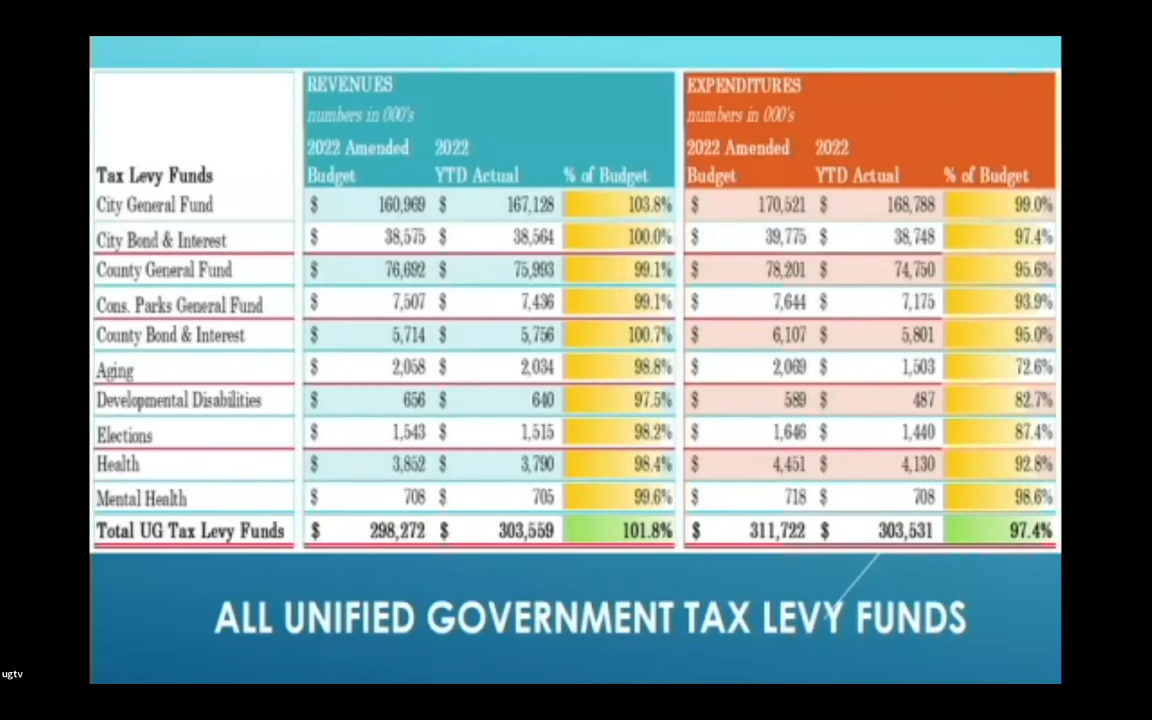 REVENUES EXPENDITURES
numbers in 000's numbers in 000's
2022 Amended 2022 2022 Amended 2022
Tax Levy Funds Budget YTD Actual % of Budget Budget YTD Actual % of Budget
City General Fund $ 160,969 $ 167,128 103.8% $ 170,521 $ 168,788 99.0%
City Bond & Interest $ 38,575 $ 38,564 100.0% $ 39,775 $ 38,748 97.4%
County General Fund $ 76,692 $ 75,993 99.1% $ 78,201 $ 74,750 95.6%
Cons. Parks General Fund $ 7,507 $ 7,436 99.1% $ 7,644 $ 7,175 93.9%
County Bond & Interest $ 5,714 $ 5,756 100.7% $ 6,107 $ 5,801 95.0%
Aging $ 2,058 $ 2,034 98.8% $ 2,069 $ 1,503 72.6%
Developmental Disabilities $ 656 $ 640 97.5% $ 589 $ 487 82.7%
Elections $ 1,543 $ 1,515 98.2% $ 1,646 $ 1,440 87.4%
Health $ 3,852 $ 3,790 98.4% $ 4,451 $ 4,130 92.8%
Mental Health $ 708 $ 705 99.6% $ 718 $ 708 98.6%
Total UG Tax Levy Funds $ 298,272 $ 303,559 101.8% $ 311,722 $ 303,531 97.4%
ALL UNIFIED GOVERNMENT TAX LEVY FUNDS
ugtv